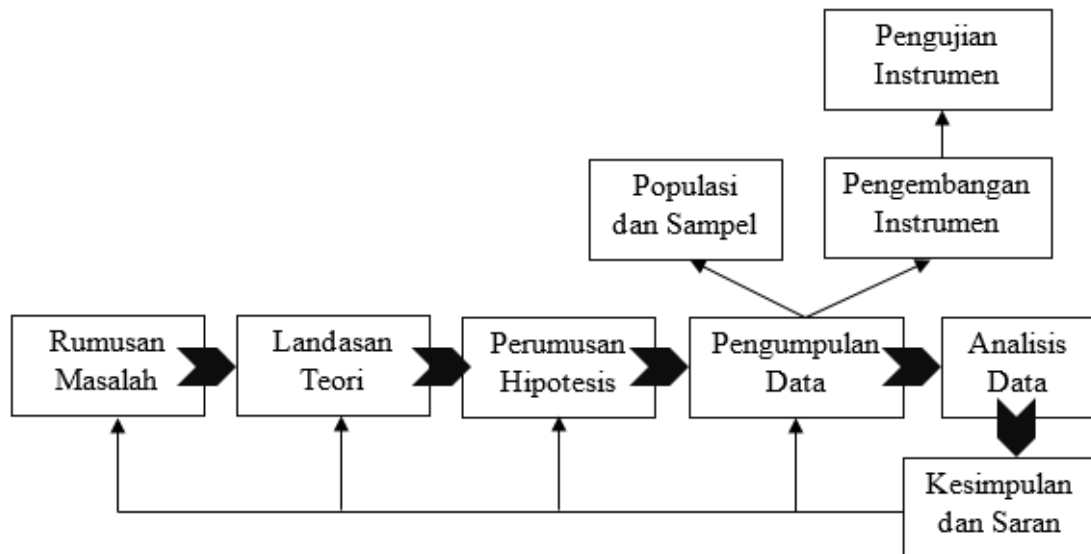 Pengujian
Instrumen
Populasi
dan Sampel
Pengembangan
Instrumen
Rumusan
Masalah
Landasan
Teori
Perumusan
Hipotesis
Pengumpulan
Data
Analisis
Data
Kesimpulan
dan Saran